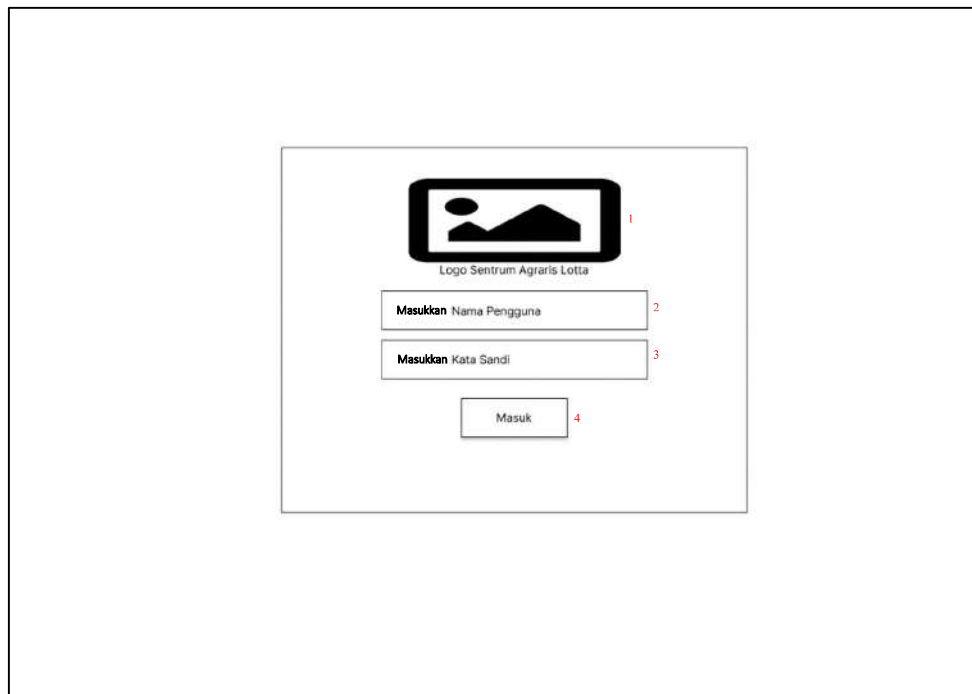 1
Logo Sentrum Agraris Lotta
Masukkan Nama Pengguna 2
Masukkan Kata Sandi 3
Masuk 4